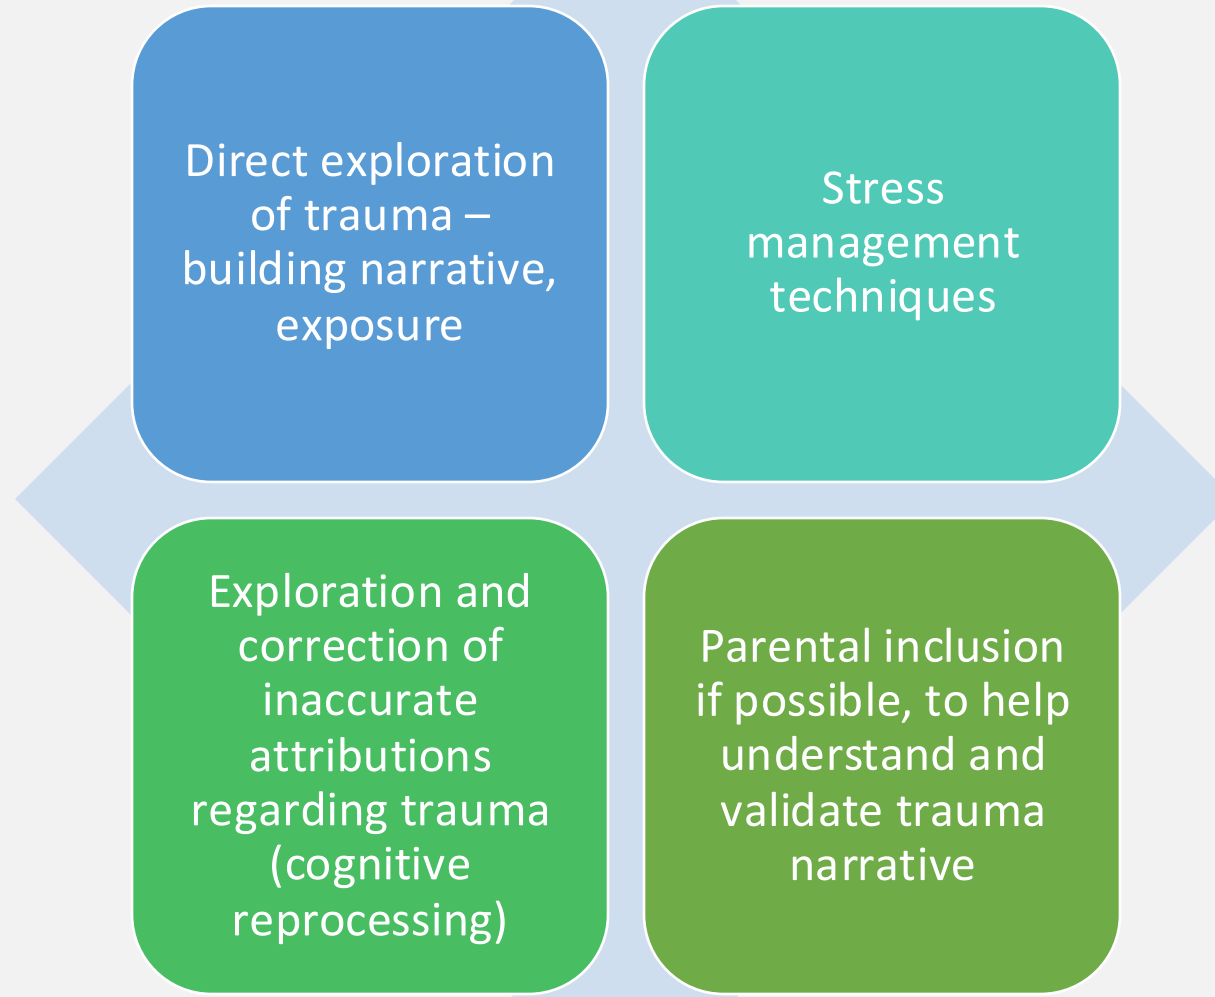 Direct exploration
of trauma –
building narrative,
exposure
Stress
management
techniques
Exploration and
correction of
inaccurate
attributions
regarding trauma
(cognitive
reprocessing)
Parental inclusion
if possible, to help
understand and
validate trauma
narrative